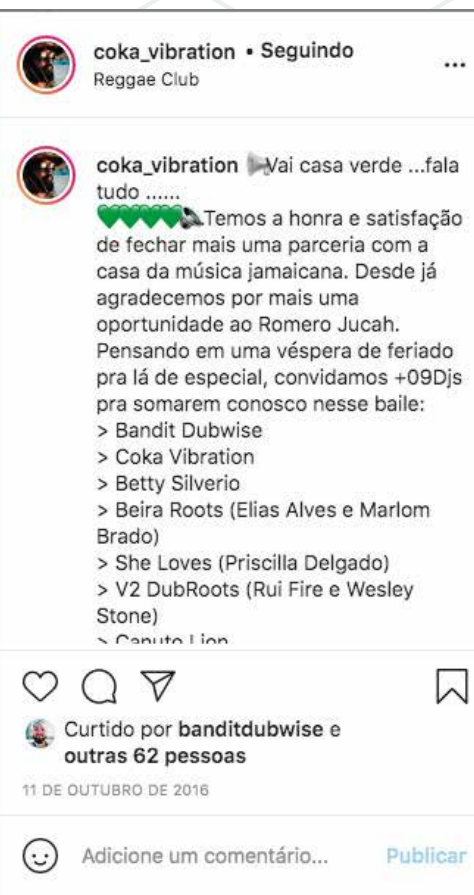 coka_vibration • Seguindo
Reggae Club
coka_vibration Vai casa verde ...fala
tudo ......
Temos a honra e satisfação
de fechar mais uma parceria com a
casa da música jamaicana. Desde já
agradecemos por mais uma
oportunidade ao Romero Jucah.
Pensando em uma véspera de feriado
pra lá de especial, convidamos +09Djs
pra somarem conosco nesse baile:
> Bandit Dubwise
> Coka Vibration
> Betty Silverio
> Beira Roots (Elias Alves e Marlom
Brado)
> She Loves (Priscilla Delgado)
> V2 DubRoots (Rui Fire e Wesley
Stone)
> Canuto Lion
Curtido por banditdubwise e
outras 62 pessoas
11 DE OUTUBRO DE 2016
Adicione um comentário... Publicar